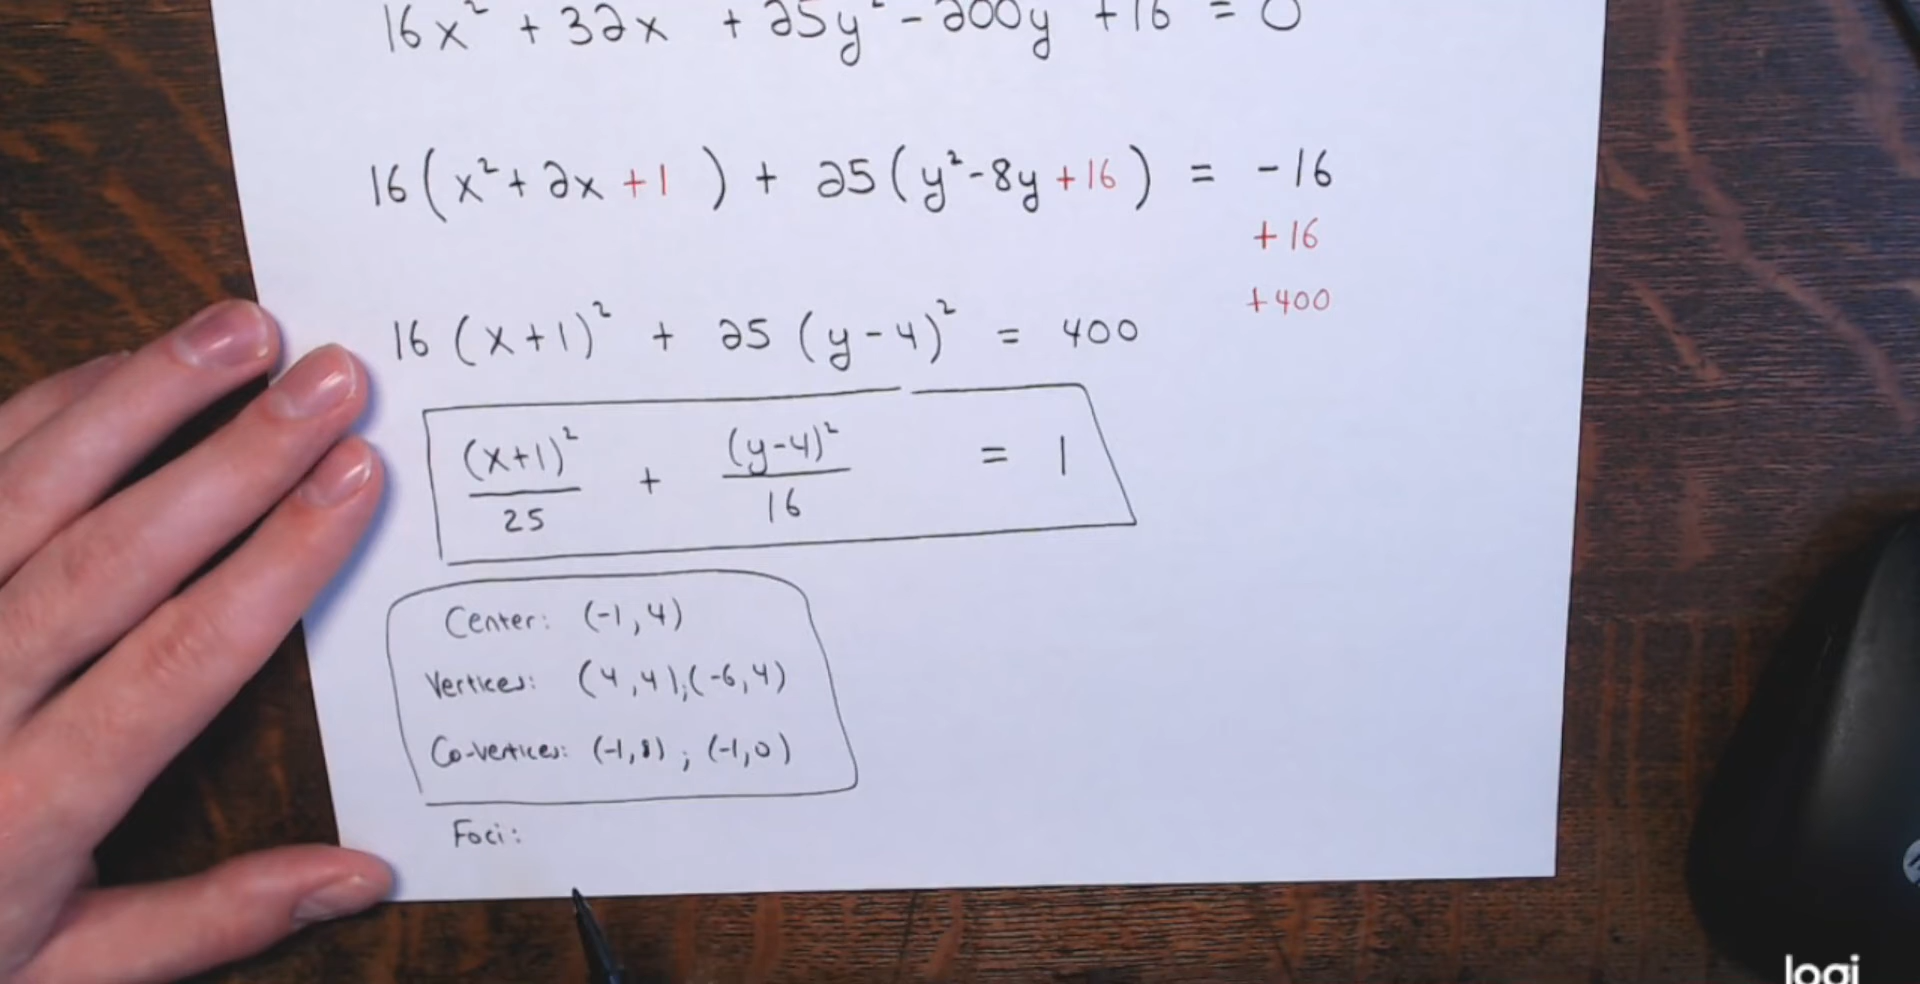 16x² + 32x + 25y² - 200y + 16 = 0
16(x² + 2x + 1) + 25(y² - 8y + 16) = -16
+ 16
+ 400
16(x+1)² + 25(y-4)² = 400
(x+1)²/25 + (y-4)²/16 = 1
Center: (-1, 4)
Vertices: (4, 4); (-6, 4)
Co-vertices: (-1, 8); (-1, 0)
Foci:
logi